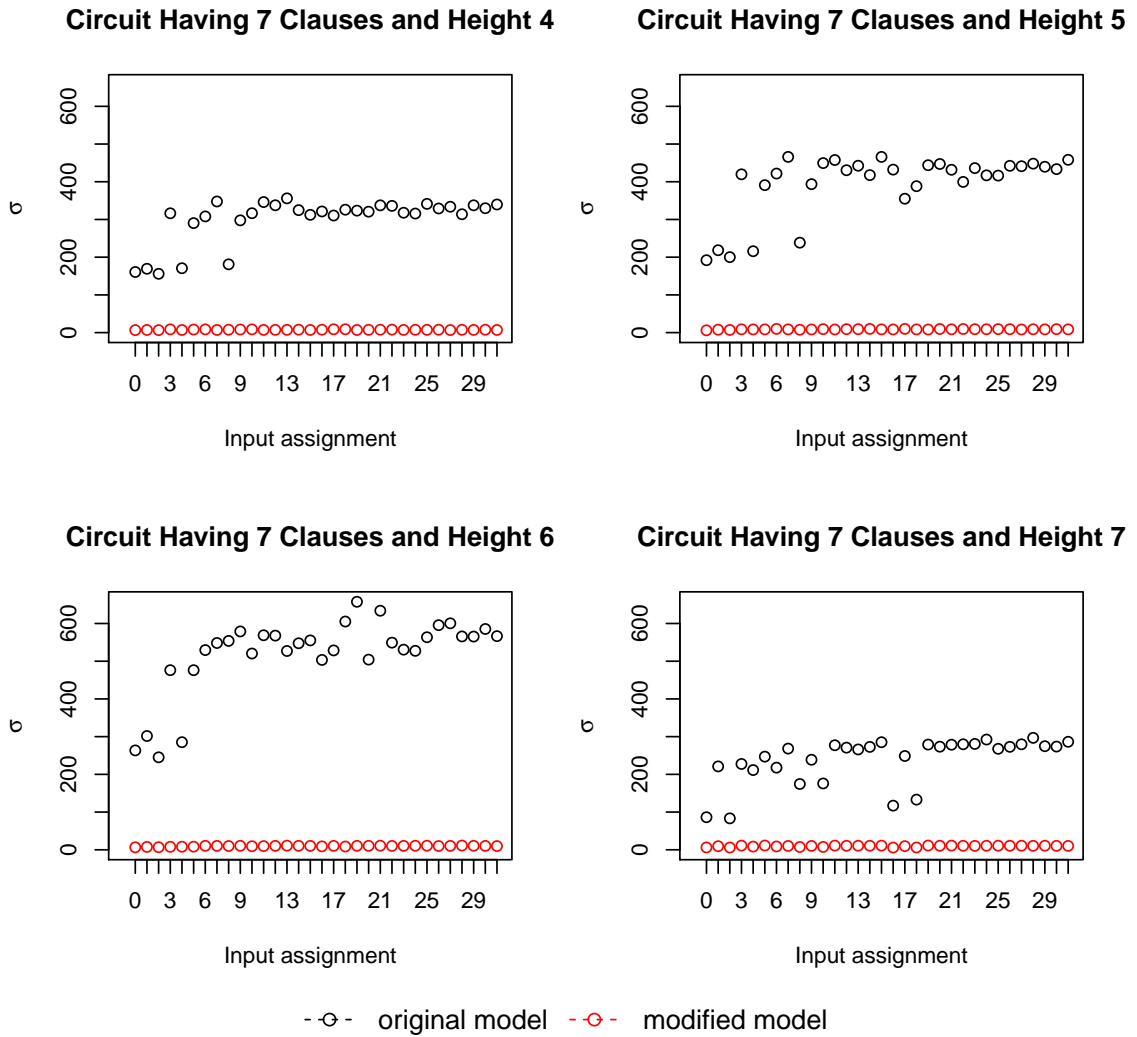 Circuit Having 7 Clauses and Height 4
600
400
200
0
σ
0 3 6 9 13 17 21 25 29
Input assignment
Circuit Having 7 Clauses and Height 5
600
400
200
0
σ
0 3 6 9 13 17 21 25 29
Input assignment
Circuit Having 7 Clauses and Height 6
600
400
200
0
σ
0 3 6 9 13 17 21 25 29
Input assignment
Circuit Having 7 Clauses and Height 7
600
400
200
0
σ
0 3 6 9 13 17 21 25 29
Input assignment
original model modified model